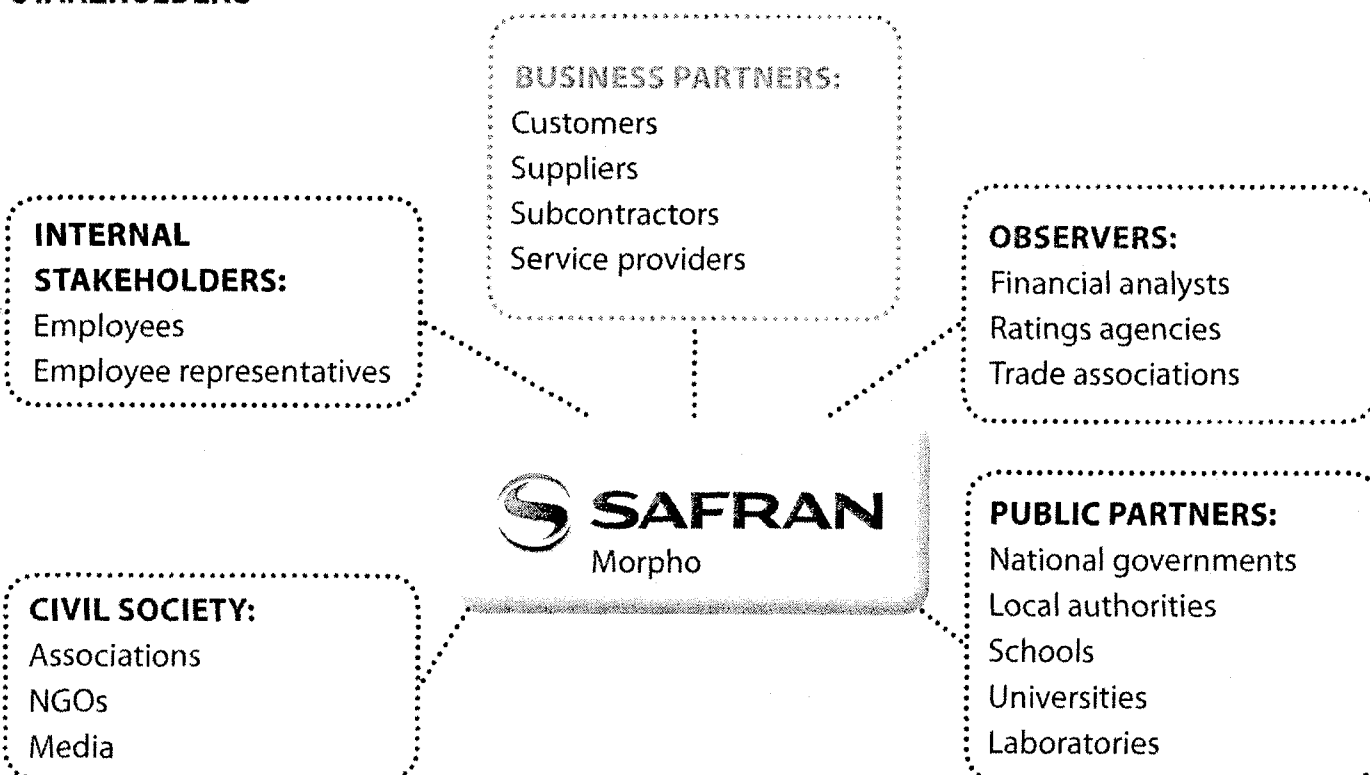 STAKEHOLDERS
BUSINESS PARTNERS:
Customers
Suppliers
Subcontractors
Service providers
INTERNAL
STAKEHOLDERS:
Employees
Employee representatives
OBSERVERS:
Financial analysts
Ratings agencies
Trade associations
SAFRAN
Morpho
CIVIL SOCIETY:
Associations
NGOs
Media
PUBLIC PARTNERS:
National governments
Local authorities
Schools
Universities
Laboratories